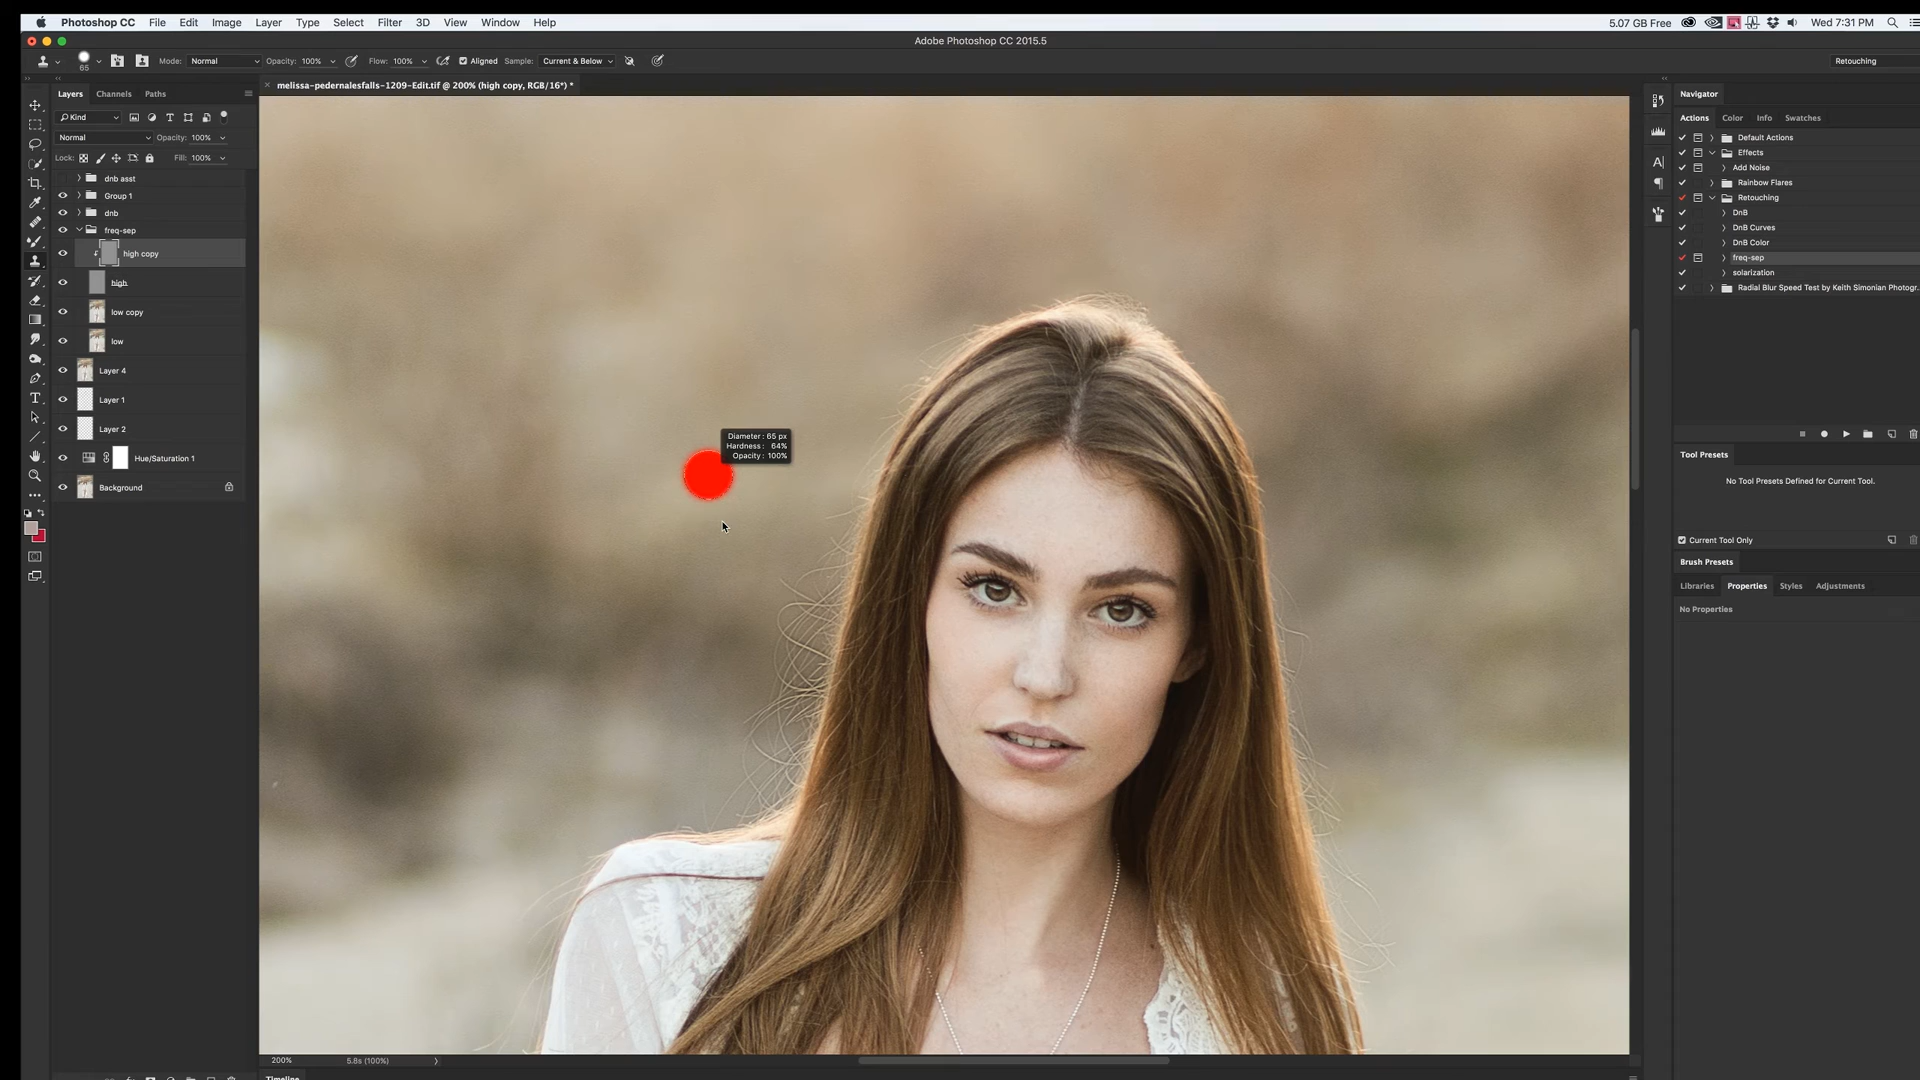 Photoshop CC File Edit Image Layer Type Select Filter 3D View Window Help 5.07 GB Free Wed 7:31 PM
Adobe Photoshop CC 2015.5
65 Mode: Normal Opacity: 100% Flow: 100% Aligned Sample: Current & Below Retouching
melissa-pedernalesfalls-1209-Edit.tif @ 200% (high copy, RGB/16*) *
Layers Channels Paths
Kind
Normal Opacity: 100%
Lock: Fill: 100%
dnb asst
Group 1
dnb
freq-sep
high copy
high
low copy
low
Layer 4
Layer 1
Layer 2
Hue/Saturation 1
Background
Diameter : 65 px
Hardness : 64%
Opacity : 100%
200% 5.8s (100%)
Timeline
Navigator
Actions Color Info Swatches
Default Actions
Effects
Add Noise
Rainbow Flares
Retouching
DnB
DnB Curves
DnB Color
freq-sep
solarization
Radial Blur Speed Test by Keith Simonian Photogr...
Tool Presets
No Tool Presets Defined for Current Tool.
Current Tool Only
Brush Presets
Libraries Properties Styles Adjustments
No Properties